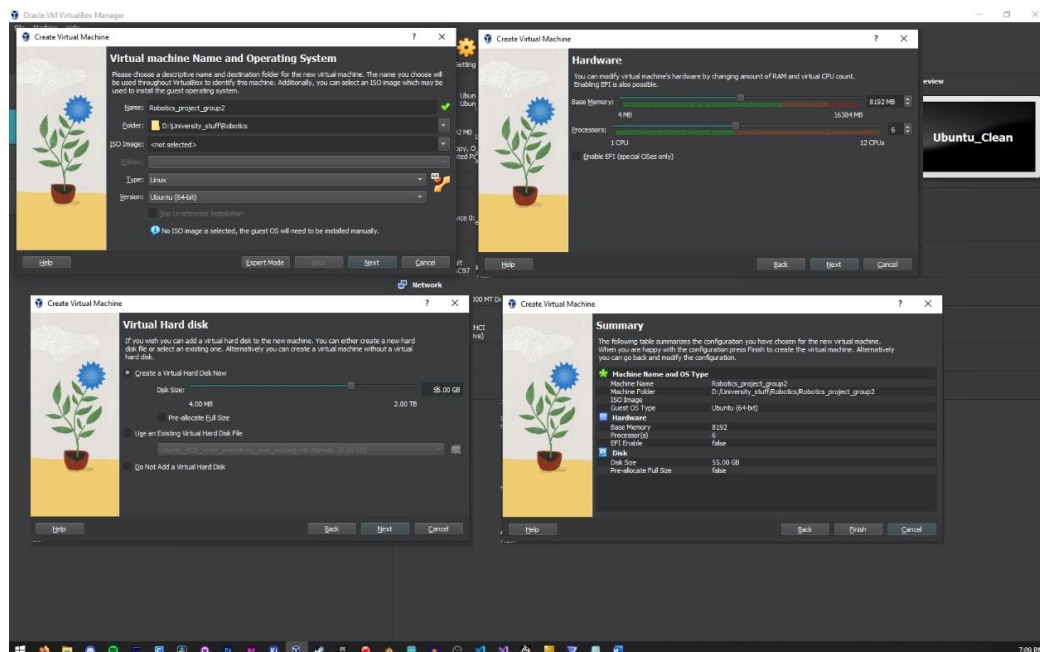 Oracle VM VirtualBox Manager
Create Virtual Machine
Virtual machine Name and Operating System
Please choose a descriptive name and destination folder for the new virtual machine. The name you choose will
be used throughout VirtualBox to identify this machine. Additionally, you can select an ISO image which may be
used to install the guest operating system.
Name: Robotics_project_group2
Folder: D:\University_stuff\Robotics
ISO Image: <not selected>
Edition:
Type: Linux
Version: Ubuntu (64-bit)
Skip Unattended Installation
No ISO image is selected, the guest OS will need to be installed manually.
Help Expert Mode Back Next Cancel
Create Virtual Machine
Hardware
You can modify virtual machine's hardware by changing amount of RAM and virtual CPU count.
Enabling EFI is also possible.
Base Memory: 8192 MB
4 MB 16384 MB
Processors: 6
1 CPU 12 CPUs
Enable EFI (special OSes only)
Help Back Next Cancel
Ubuntu_Clean
Network
Create Virtual Machine
Virtual Hard disk
If you wish you can add a virtual hard disk to the new machine. You can either create a new hard
disk file or select an existing one. Alternatively you can create a virtual machine without a virtual
hard disk.
Create a Virtual Hard Disk Now
Disk Size: 55.00 GB
4.00 MB 2.00 TB
Pre-allocate Full Size
Use an Existing Virtual Hard Disk File
Do Not Add a Virtual Hard Disk
Help Back Next Cancel
Create Virtual Machine
Summary
The following table summarizes the configuration you have chosen for the new virtual machine.
When you are happy with the configuration press Finish to create the virtual machine. Alternatively
you can go back and modify the configuration.
Machine Name and OS Type
Machine Name Robotics_project_group2
Machine Folder D:/University_stuff/Robotics/Robotics_project_group2
ISO Image
Guest OS Type Ubuntu (64-bit)
Hardware
Base Memory 8192
Processor(s) 6
EFI Enable false
Disk
Disk Size 55.00 GB
Pre-allocate Full Size false
Help Back Finish Cancel
7:09 PM